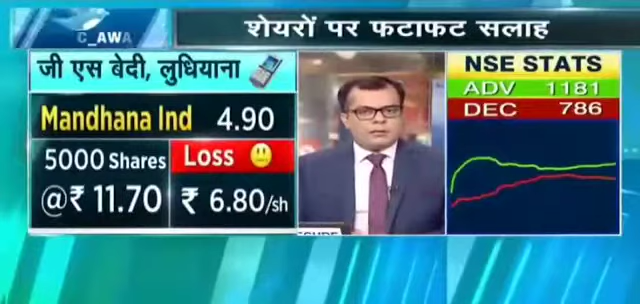 C_AWA
शेयरों पर फटाफट सलाह
जी एस बेदी, लुधियाना
Mandhana Ind 4.90
5000 Shares
@₹ 11.70
Loss
₹ 6.80/sh
NSE STATS
ADV 1181
DEC 786